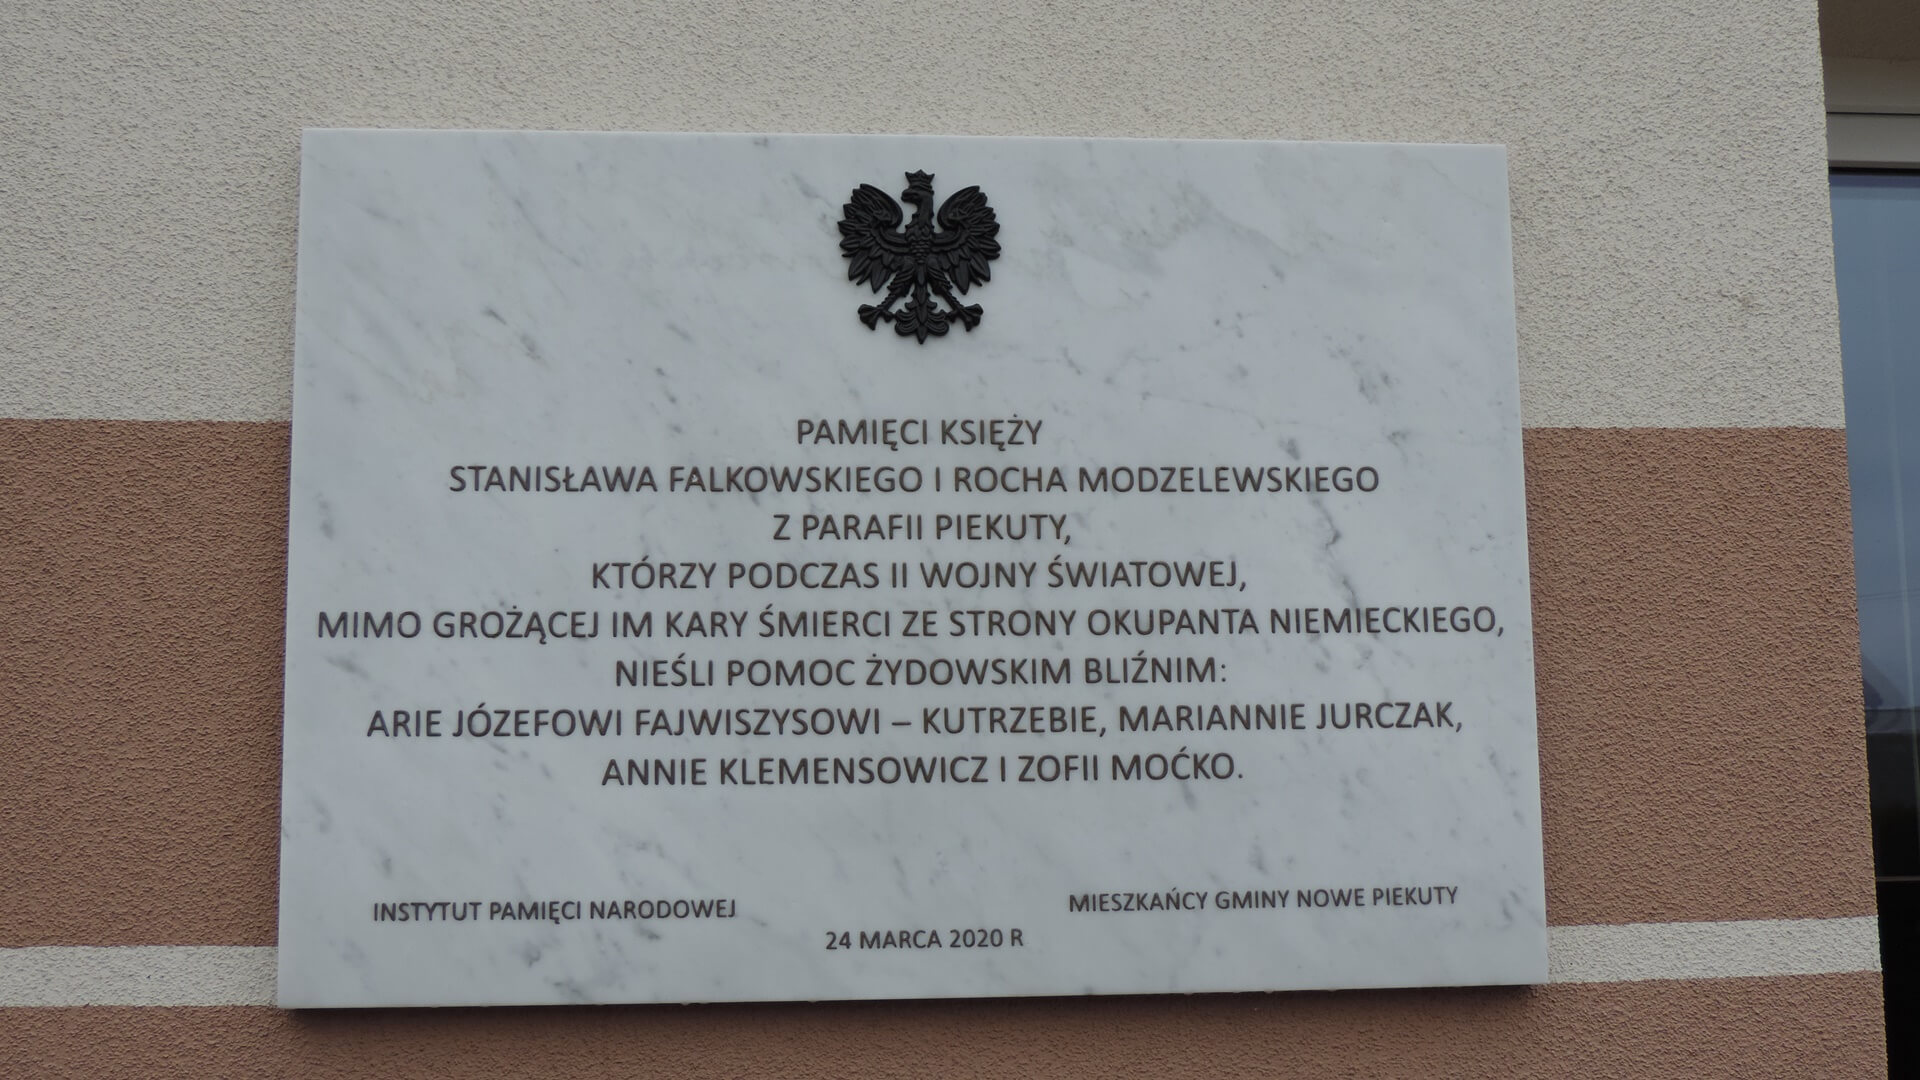 PAMIĘCI KSIĘŻY
STANISŁAWA FALKOWSKIEGO I ROCHA MODZELEWSKIEGO
Z PARAFII PIEKUTY,
KTÓRZY PODCZAS II WOJNY ŚWIATOWEJ,
MIMO GROŻĄCEJ IM KARY ŚMIERCI ZE STRONY OKUPANTA NIEMIECKIEGO,
NIEŚLI POMOC ŻYDOWSKIM BLIŹNIM:
ARIE JÓZEFOWI FAJWISZYSOWI – KUTRZEBIE, MARIANNIE JURCZAK,
ANNIE KLEMENSOWICZ I ZOFII MOĆKO.
INSTYTUT PAMIĘCI NARODOWEJ
MIESZKAŃCY GMINY NOWE PIEKUTY
24 MARCA 2020 R